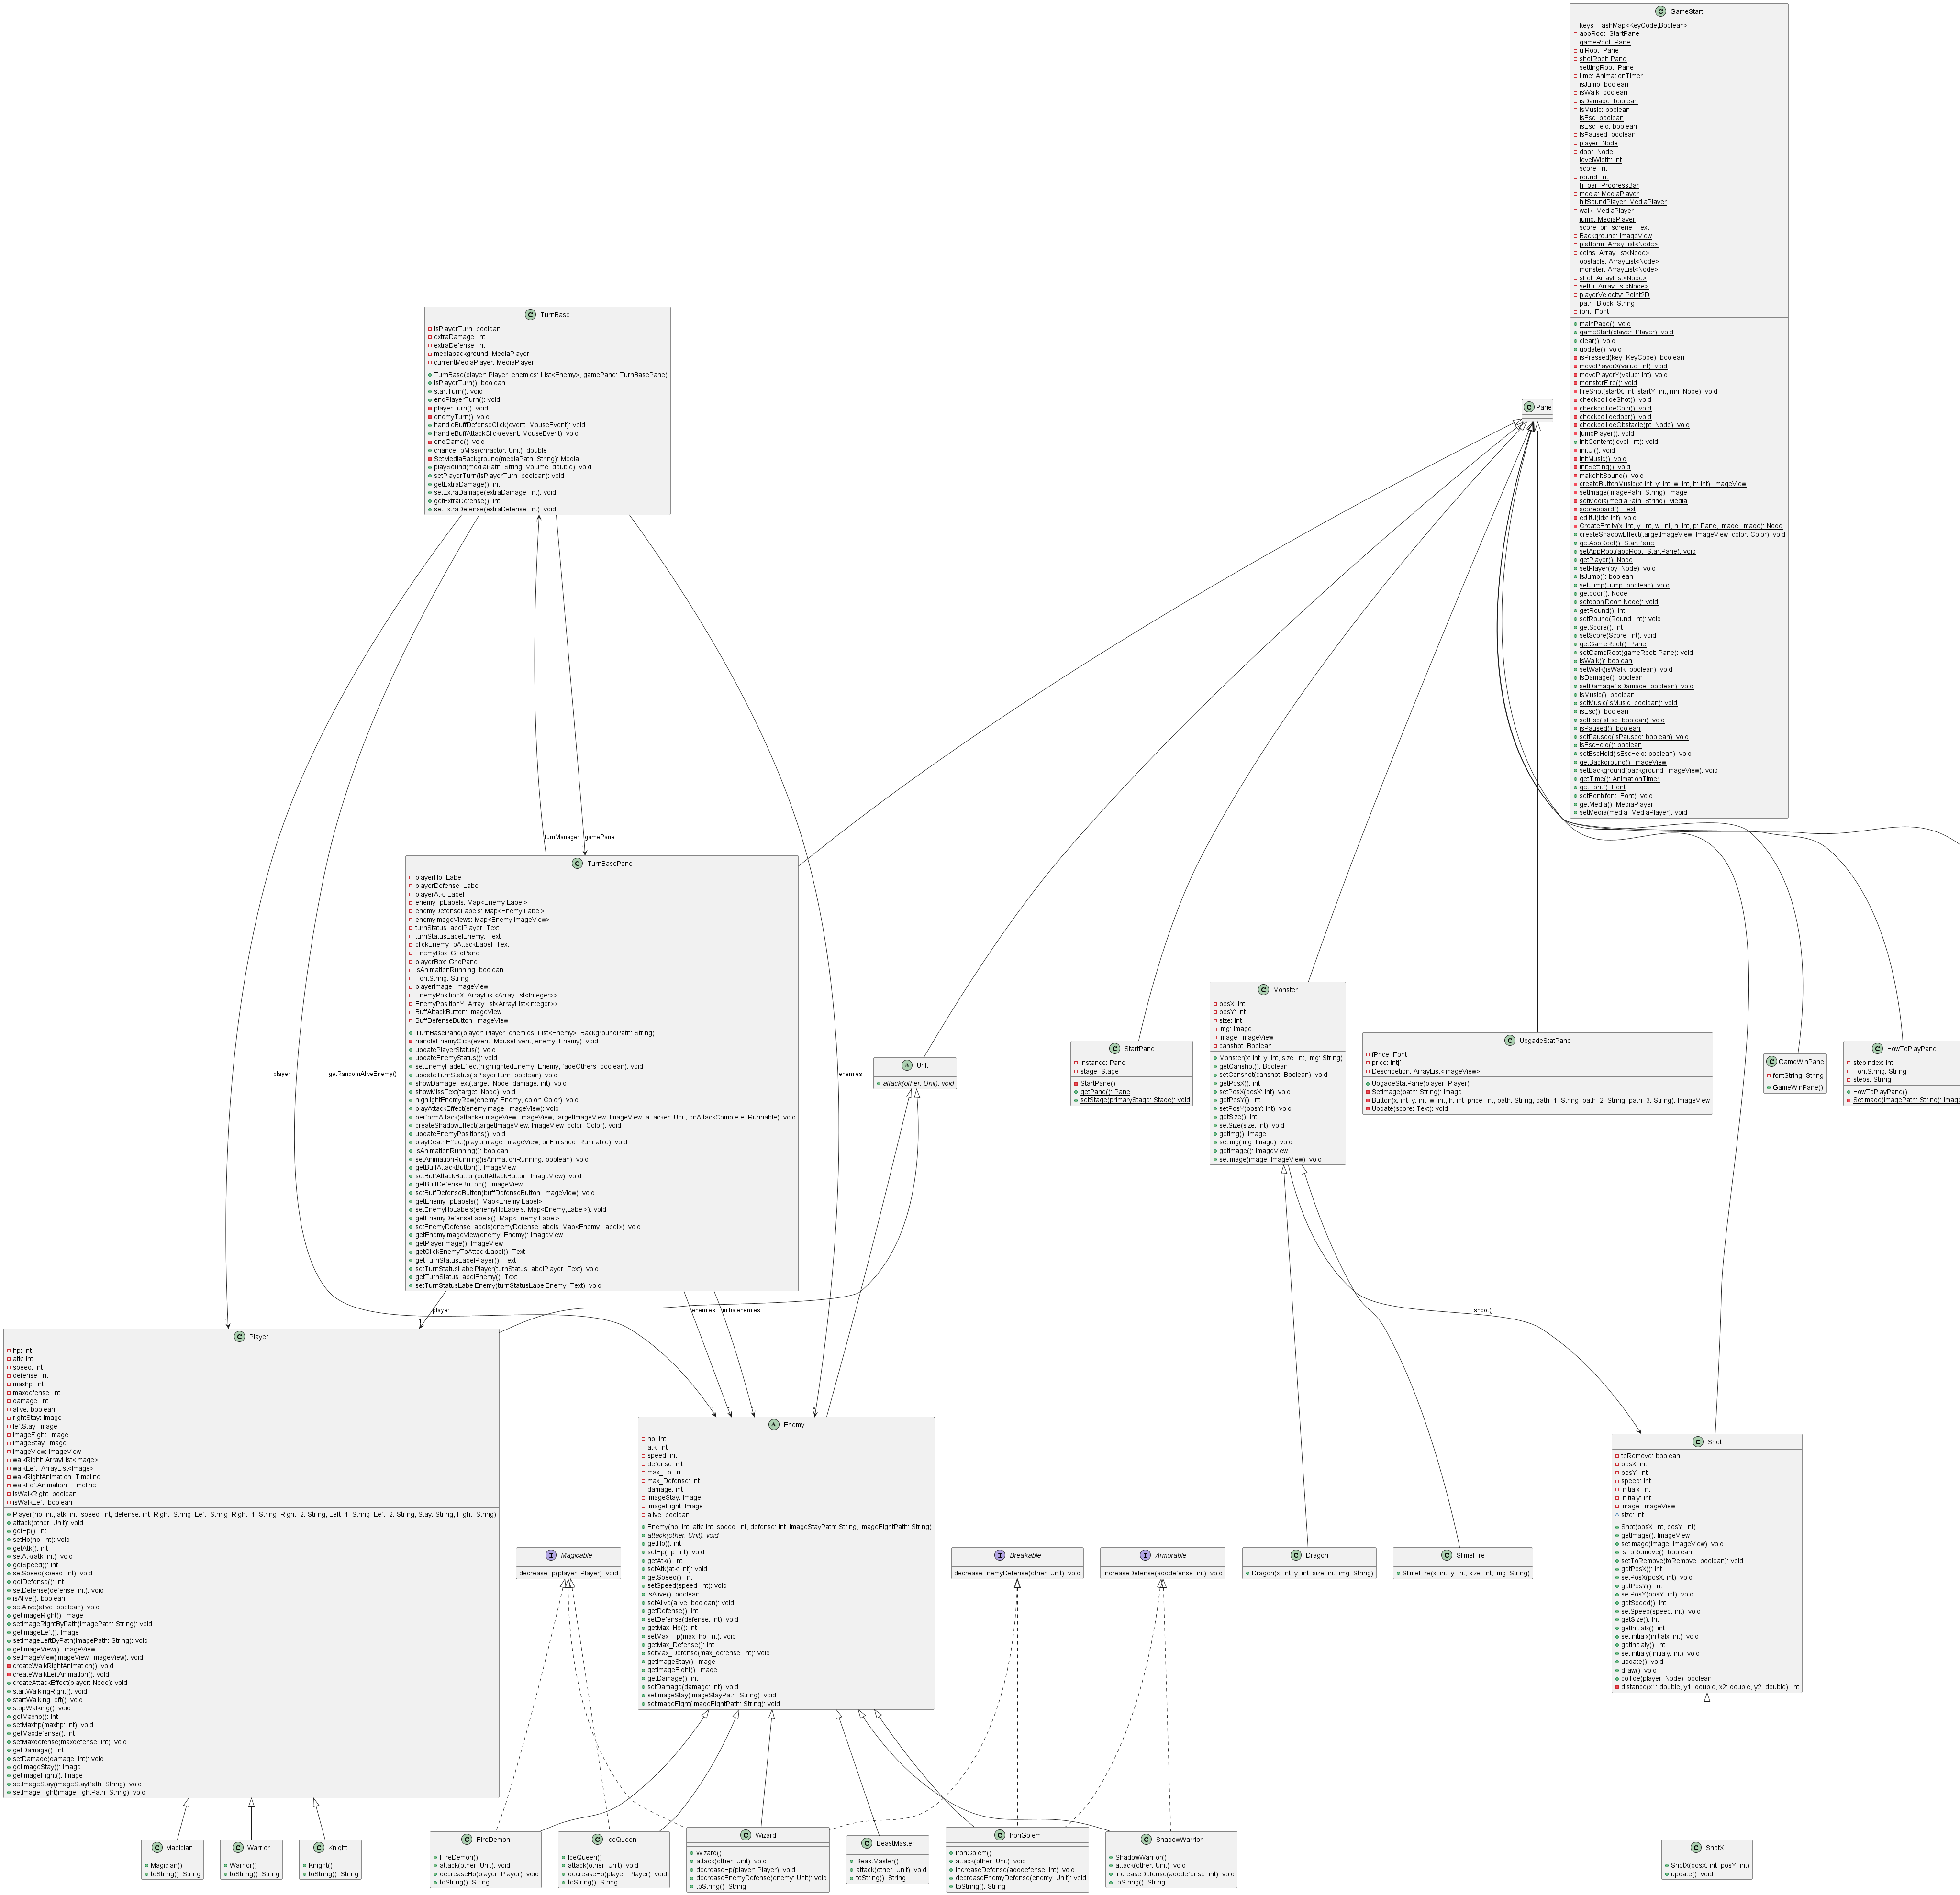 GameStart
keys: HashMap<KeyCode,Boolean>
appRoot: StartPane
gameRoot: Pane
uiRoot: Pane
shotRoot: Pane
settingRoot: Pane
time: AnimationTimer
isJump: boolean
isWalk: boolean
isDamage: boolean
isMusic: boolean
isEsc: boolean
isEscHeld: boolean
isPaused: boolean
player: Node
door: Node
levelWidth: int
score: int
round: int
h_bar: ProgressBar
media: MediaPlayer
hitSoundPlayer: MediaPlayer
walk: MediaPlayer
jump: MediaPlayer
score_on_screne: Text
Background: ImageView
platform: ArrayList<Node>
coins: ArrayList<Node>
obstacle: ArrayList<Node>
monster: ArrayList<Node>
shot: ArrayList<Node>
setUi: ArrayList<Node>
playerVelocity: Point2D
path_Block: String
font: Font
mainPage(): void
gameStart(player: Player): void
clear(): void
update(): void
isPressed(key: KeyCode): boolean
movePlayerX(value: int): void
movePlayerY(value: int): void
monsterFire(): void
fireShot(startX: int, startY: int, mn: Node): void
checkcollideShot(): void
checkcollideCoin(): void
checkcollidedoor(): void
checkcollideObstacle(pt: Node): void
jumpPlayer(): void
initContent(level: int): void
initUi(): void
initMusic(): void
initSetting(): void
makehitSound(): void
createButtonMusic(x: int, y: int, w: int, h: int): ImageView
setImage(imagePath: String): Image
setMedia(mediaPath: String): Media
scoreboard(): Text
editUi(idx: int): void
CreateEntity(x: int, y: int, w: int, h: int, p: Pane, image: Image): Node
createShadowEffect(targetImageView: ImageView, color: Color): void
getAppRoot(): StartPane
setAppRoot(appRoot: StartPane): void
getPlayer(): Node
setPlayer(py: Node): void
isJump(): boolean
setJump(Jump: boolean): void
getdoor(): Node
setdoor(Door: Node): void
getRound(): int
setRound(Round: int): void
getScore(): int
setScore(Score: int): void
getGameRoot(): Pane
setGameRoot(gameRoot: Pane): void
isWalk(): boolean
setWalk(isWalk: boolean): void
isDamage(): boolean
setDamage(isDamage: boolean): void
isMusic(): boolean
setMusic(isMusic: boolean): void
isEsc(): boolean
setEsc(isEsc: boolean): void
isPaused(): boolean
setPaused(isPaused: boolean): void
isEscHeld(): boolean
setEscHeld(isEscHeld: boolean): void
getBackground(): ImageView
setBackground(background: ImageView): void
getTime(): AnimationTimer
getFont(): Font
setFont(font: Font): void
getMedia(): MediaPlayer
setMedia(media: MediaPlayer): void
TurnBase
isPlayerTurn: boolean
extraDamage: int
extraDefense: int
mediabackground: MediaPlayer
currentMediaPlayer: MediaPlayer
TurnBase(player: Player, enemies: List<Enemy>, gamePane: TurnBasePane)
isPlayerTurn(): boolean
startTurn(): void
endPlayerTurn(): void
playerTurn(): void
enemyTurn(): void
handleBuffDefenseClick(event: MouseEvent): void
handleBuffAttackClick(event: MouseEvent): void
endGame(): void
chanceToMiss(chractor: Unit): double
SetMediaBackground(mediaPath: String): Media
playSound(mediaPath: String, Volume: double): void
setPlayerTurn(isPlayerTurn: boolean): void
getExtraDamage(): int
setExtraDamage(extraDamage: int): void
getExtraDefense(): int
setExtraDefense(extraDefense: int): void
Pane
1
turnManager
gamePane
1
player
getRandomAliveEnemy()
enemies
TurnBasePane
playerHp: Label
playerDefense: Label
playerAtk: Label
enemyHpLabels: Map<Enemy,Label>
enemyDefenseLabels: Map<Enemy,Label>
enemyImageViews: Map<Enemy,ImageView>
turnStatusLabelPlayer: Text
turnStatusLabelEnemy: Text
clickEnemyToAttackLabel: Text
EnemyBox: GridPane
playerBox: GridPane
isAnimationRunning: boolean
FontString: String
playerImage: ImageView
EnemyPositionX: ArrayList<ArrayList<Integer>>
EnemyPositionY: ArrayList<ArrayList<Integer>>
BuffAttackButton: ImageView
BuffDefenseButton: ImageView
TurnBasePane(player: Player, enemies: List<Enemy>, BackgroundPath: String)
handleEnemyClick(event: MouseEvent, enemy: Enemy): void
updatePlayerStatus(): void
updateEnemyStatus(): void
setEnemyFadeEffect(highlightedEnemy: Enemy, fadeOthers: boolean): void
updateTurnStatus(isPlayerTurn: boolean): void
showDamageText(target: Node, damage: int): void
showMissText(target: Node): void
highlightEnemyRow(enemy: Enemy, color: Color): void
playAttackEffect(enemyImage: ImageView): void
performAttack(attackerImageView: ImageView, targetImageView: ImageView, attacker: Unit, onAttackComplete: Runnable): void
createShadowEffect(targetImageView: ImageView, color: Color): void
updateEnemyPositions(): void
playDeathEffect(playerImage: ImageView, onFinished: Runnable): void
isAnimationRunning(): boolean
setAnimationRunning(isAnimationRunning: boolean): void
getBuffAttackButton(): ImageView
setBuffAttackButton(buffAttackButton: ImageView): void
getBuffDefenseButton(): ImageView
setBuffDefenseButton(buffDefenseButton: ImageView): void
getEnemyHpLabels(): Map<Enemy,Label>
setEnemyHpLabels(enemyHpLabels: Map<Enemy,Label>): void
getEnemyDefenseLabels(): Map<Enemy,Label>
setEnemyDefenseLabels(enemyDefenseLabels: Map<Enemy,Label>): void
getEnemyImageView(enemy: Enemy): ImageView
getPlayerImage(): ImageView
getClickEnemyToAttackLabel(): Text
getTurnStatusLabelPlayer(): Text
setTurnStatusLabelPlayer(turnStatusLabelPlayer: Text): void
getTurnStatusLabelEnemy(): Text
setTurnStatusLabelEnemy(turnStatusLabelEnemy: Text): void
Unit
attack(other: Unit): void
StartPane
instance: Pane
stage: Stage
StartPane()
getPane(): Pane
setStage(primaryStage: Stage): void
Monster
posX: int
posY: int
size: int
img: Image
Image: ImageView
canshot: Boolean
Monster(x: int, y: int, size: int, img: String)
getCanshot(): Boolean
setCanshot(canshot: Boolean): void
getPosX(): int
setPosX(posX: int): void
getPosY(): int
setPosY(posY: int): void
getSize(): int
setSize(size: int): void
getImg(): Image
setImg(img: Image): void
getImage(): ImageView
setImage(image: ImageView): void
UpgadeStatPane
fPrice: Font
price: int[]
Describetion: ArrayList<ImageView>
UpgadeStatPane(player: Player)
SetImage(path: String): Image
Button(x: int, y: int, w: int, h: int, price: int, path: String, path_1: String, path_2: String, path_3: String): ImageView
Update(score: Text): void
GameWinPane
fontString: String
GameWinPane()
HowToPlayPane
stepIndex: int
FontString: String
steps: String[]
HowToPlayPane()
SetImage(imagePath: String):
player
enemies
initialenemies
shoot()
1
1
1
*
*
*
1
Player
hp: int
atk: int
speed: int
defense: int
maxhp: int
maxdefense: int
damage: int
alive: boolean
rightStay: Image
leftStay: Image
imageFight: Image
imageStay: Image
imageView: ImageView
walkRight: ArrayList<Image>
walkLeft: ArrayList<Image>
walkRightAnimation: Timeline
walkLeftAnimation: Timeline
isWalkRight: boolean
isWalkLeft: boolean
Player(hp: int, atk: int, speed: int, defense: int, Right: String, Left: String, Right_1: String, Right_2: String, Left_1: String, Left_2: String, Stay: String, Fight: String)
attack(other: Unit): void
getHp(): int
setHp(hp: int): void
getAtk(): int
setAtk(atk: int): void
getSpeed(): int
setSpeed(speed: int): void
getDefense(): int
setDefense(defense: int): void
isAlive(): boolean
setAlive(alive: boolean): void
getImageRight(): Image
setImageRightByPath(imagePath: String): void
getImageLeft(): Image
setImageLeftByPath(imagePath: String): void
getImageView(): ImageView
setImageView(imageView: ImageView): void
createWalkRightAnimation(): void
createWalkLeftAnimation(): void
createAttackEffect(player: Node): void
startWalkingRight(): void
startWalkingLeft(): void
stopWalking(): void
getMaxhp(): int
setMaxhp(maxhp: int): void
getMaxdefense(): int
setMaxdefense(maxdefense: int): void
getDamage(): int
setDamage(damage: int): void
getImageStay(): Image
getImageFight(): Image
setImageStay(imageStayPath: String): void
setImageFight(imageFightPath: String): void
Enemy
hp: int
atk: int
speed: int
defense: int
max_Hp: int
max_Defense: int
damage: int
imageStay: Image
imageFight: Image
alive: boolean
Enemy(hp: int, atk: int, speed: int, defense: int, imageStayPath: String, imageFightPath: String)
attack(other: Unit): void
getHp(): int
setHp(hp: int): void
getAtk(): int
setAtk(atk: int): void
getSpeed(): int
setSpeed(speed: int): void
isAlive(): boolean
setAlive(alive: boolean): void
getDefense(): int
setDefense(defense: int): void
getMax_Hp(): int
setMax_Hp(max_hp: int): void
getMax_Defense(): int
setMax_Defense(max_defense: int): void
getImageStay(): Image
getImageFight(): Image
getDamage(): int
setDamage(damage: int): void
setImageStay(imageStayPath: String): void
setImageFight(imageFightPath: String): void
Shot
toRemove: boolean
posX: int
posY: int
speed: int
initialx: int
initialy: int
image: ImageView
size: int
Shot(posX: int, posY: int)
getImage(): ImageView
setImage(image: ImageView): void
isToRemove(): boolean
setToRemove(toRemove: boolean): void
getPosX(): int
setPosX(posX: int): void
getPosY(): int
setPosY(posY: int): void
getSpeed(): int
setSpeed(speed: int): void
getSize(): int
getInitialx(): int
setInitialx(initialx: int): void
getInitialy(): int
setInitialy(initialy: int): void
update(): void
draw(): void
collide(player: Node): boolean
distance(x1: double, y1: double, x2: double, y2: double): int
Magicable
decreaseHp(player: Player): void
Breakable
decreaseEnemyDefense(other: Unit): void
Armorable
increaseDefense(adddefense: int): void
Dragon
Dragon(x: int, y: int, size: int, img: String)
SlimeFire
SlimeFire(x: int, y: int, size: int, img: String)
Magician
Magician()
toString(): String
Warrior
Warrior()
toString(): String
Knight
Knight()
toString(): String
FireDemon
FireDemon()
attack(other: Unit): void
decreaseHp(player: Player): void
toString(): String
IceQueen
IceQueen()
attack(other: Unit): void
decreaseHp(player: Player): void
toString(): String
Wizard
Wizard()
attack(other: Unit): void
decreaseHp(player: Player): void
decreaseEnemyDefense(enemy: Unit): void
toString(): String
BeastMaster
BeastMaster()
attack(other: Unit): void
toString(): String
IronGolem
IronGolem()
attack(other: Unit): void
increaseDefense(adddefense: int): void
decreaseEnemyDefense(enemy: Unit): void
toString(): String
ShadowWarrior
ShadowWarrior()
attack(other: Unit): void
increaseDefense(adddefense: int): void
toString(): String
ShotX
ShotX(posX: int, posY: int)
update(): void